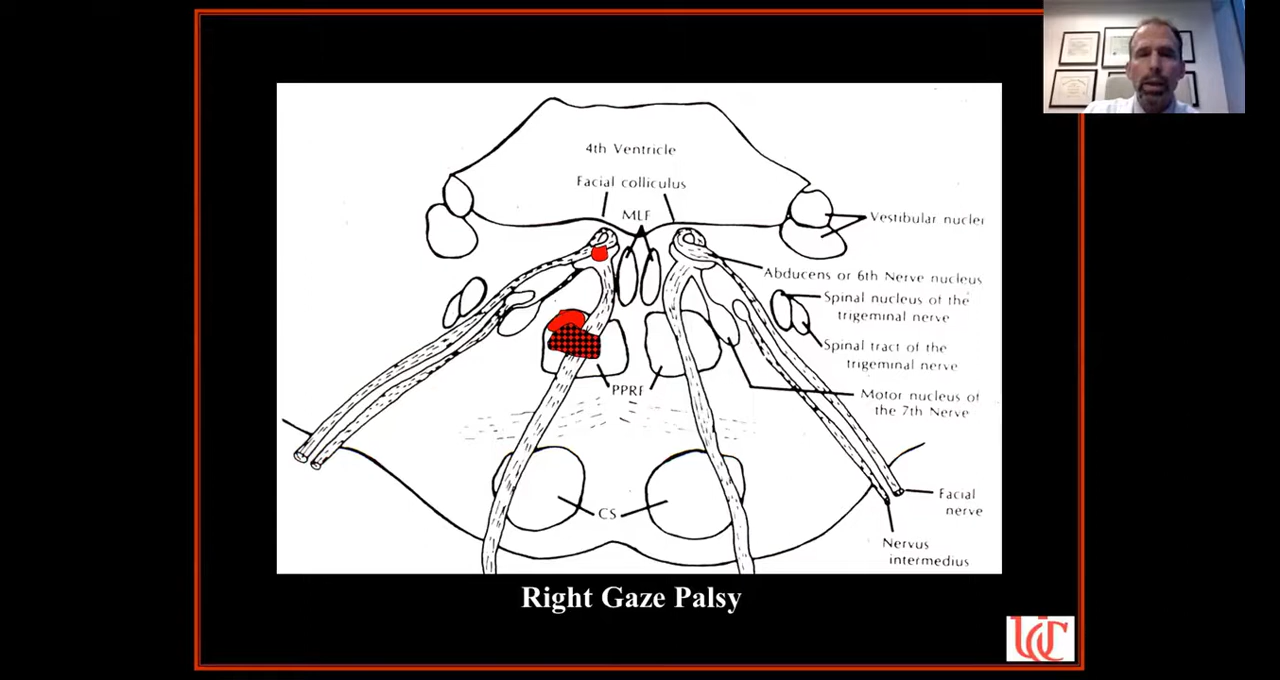 4th Ventricle
Facial colliculus
MLF
Vestibular nuclei
Abducens or 6th Nerve nucleus
Spinal nucleus of the
trigeminal nerve
Spinal tract of the
trigeminal nerve
PPRF
Motor nucleus of
the 7th Nerve
CS
Facial
nerve
Nervus
intermedius
Right Gaze Palsy
UC